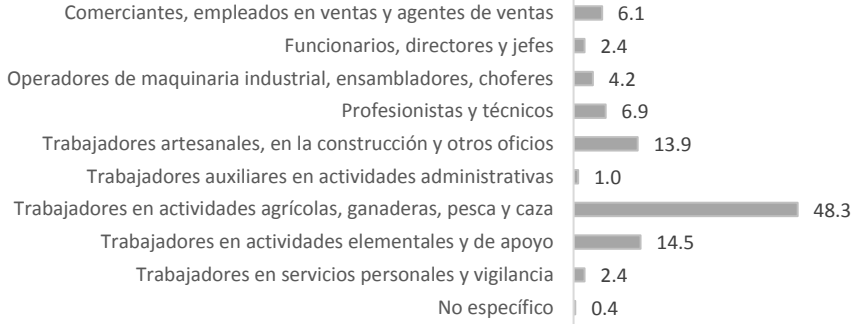 Comerciantes, empleados en ventas y agentes de ventas 6.1
Funcionarios, directores y jefes 2.4
Operadores de maquinaria industrial, ensambladores, choferes 4.2
Profesionistas y técnicos 6.9
Trabajadores artesanales, en la construcción y otros oficios 13.9
Trabajadores auxiliares en actividades administrativas 1.0
Trabajadores en actividades agrícolas, ganaderas, pesca y caza 48.3
Trabajadores en actividades elementales y de apoyo 14.5
Trabajadores en servicios personales y vigilancia 2.4
No específico 0.4